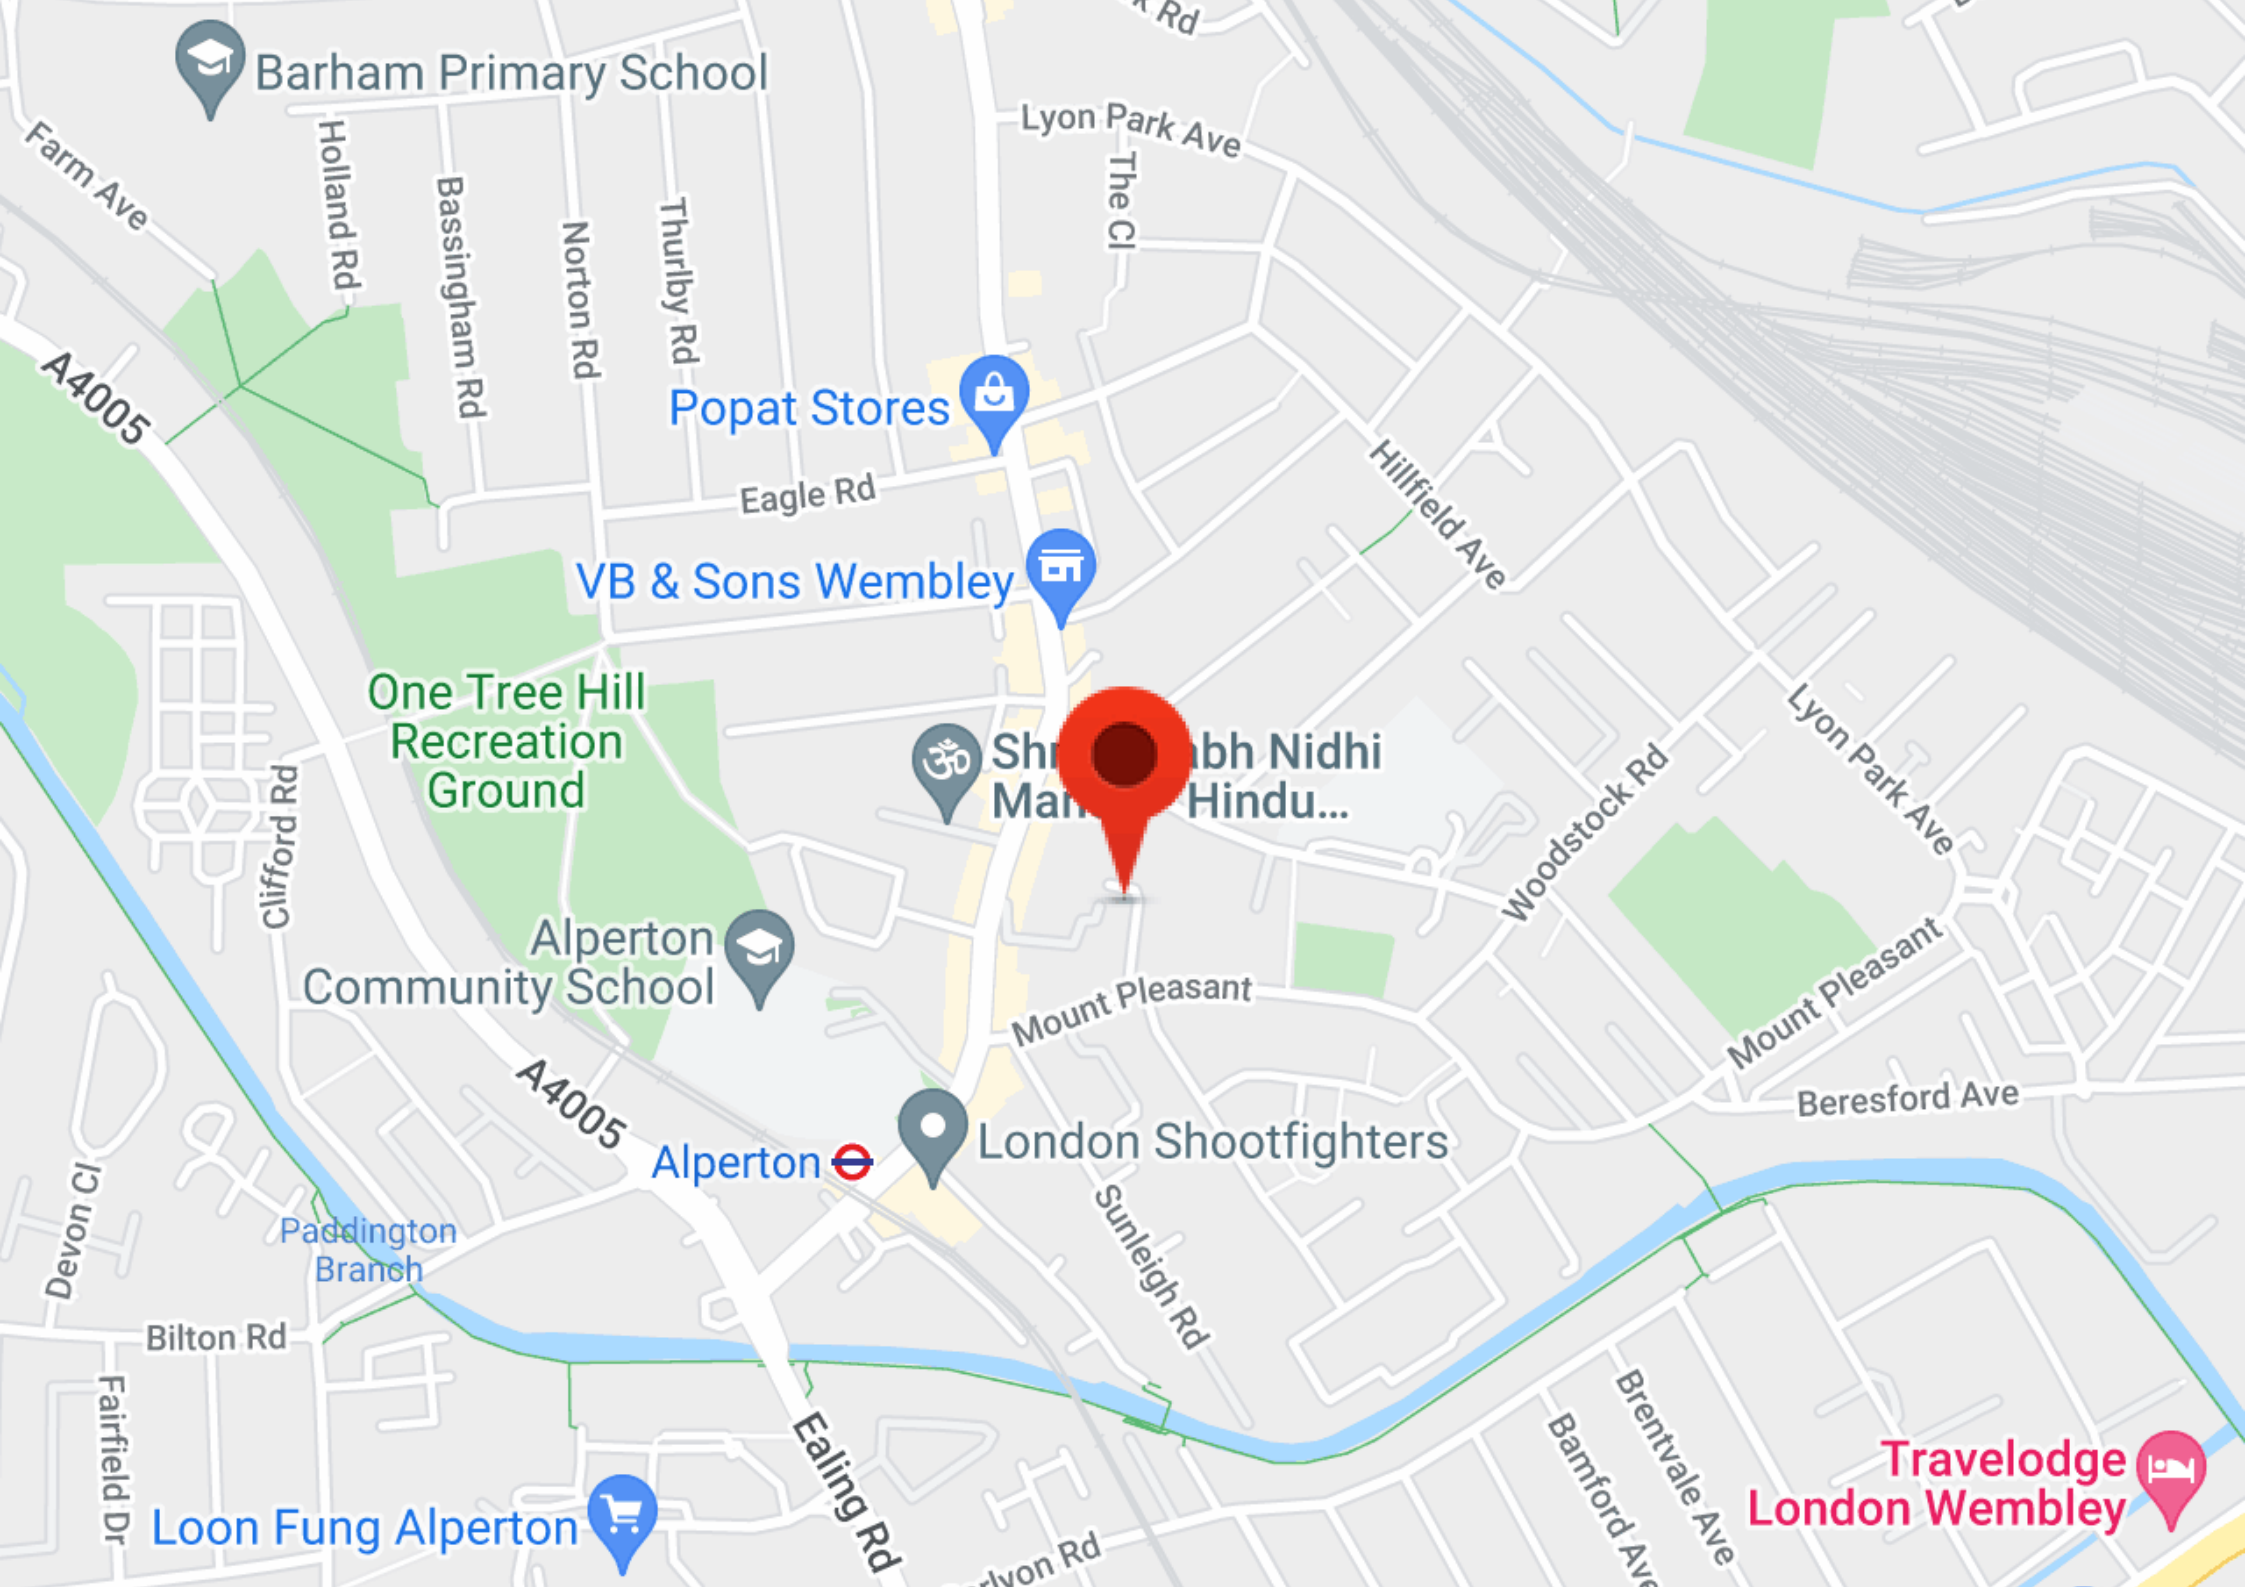 Rd
Barham Primary School
Farm Ave
Holland Rd
Bassingham Rd
Norton Rd
Thurlby Rd
Lyon Park Ave
The Cl
A4005
Popat Stores
Eagle Rd
Hillfield Ave
VB & Sons Wembley
One Tree Hill
Recreation
Ground
Nidhi
Hindu...
Clifford Rd
Woodstock Rd
Lyon Park Ave
Alperton
Community School
Mount Pleasant
Mount Pleasant
A4005
Beresford Ave
Alperton
London Shootfighters
Sunleigh Rd
Devon Cl
Paddington
Branch
Bilton Rd
Fairfield Dr
Ealing Rd
Loon Fung Alperton
Rd
Bamford Ave
Brentvale Ave
Travelodge
London Wembley